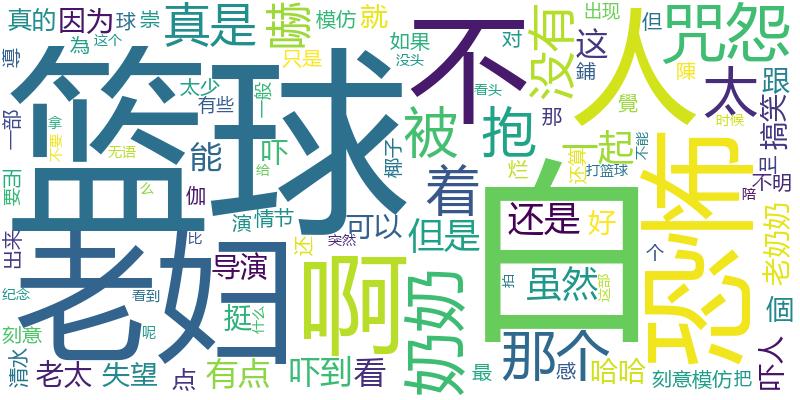 真的 因为 球 崇 真是 嚇 模仿 就 不 人 没有 出现 但 咒怨
導 為 这个 太少 只是 如果 对 这 鋪 陳
一部 篮球 有些 一般 没头 被 抱 那 看头 覺 太 跟
拿 不要 无语 能 吓 郷子 着 一起 烂 不能 恐怖 时候 搞笑
要 给 还算 打篮球 陪 不明
么 伽 演 情节 可以 但是 白 还是 好 老奶奶
出来 老妇 比 还 突然 啊 奶奶 个
纪念 看到 导演 什么 虽然 拍 这部 個
刻意 呢 挺 那个 吓人
清水 老太 失望 点 有点 吓到 看 最 感 哈哈 刻意模仿 把